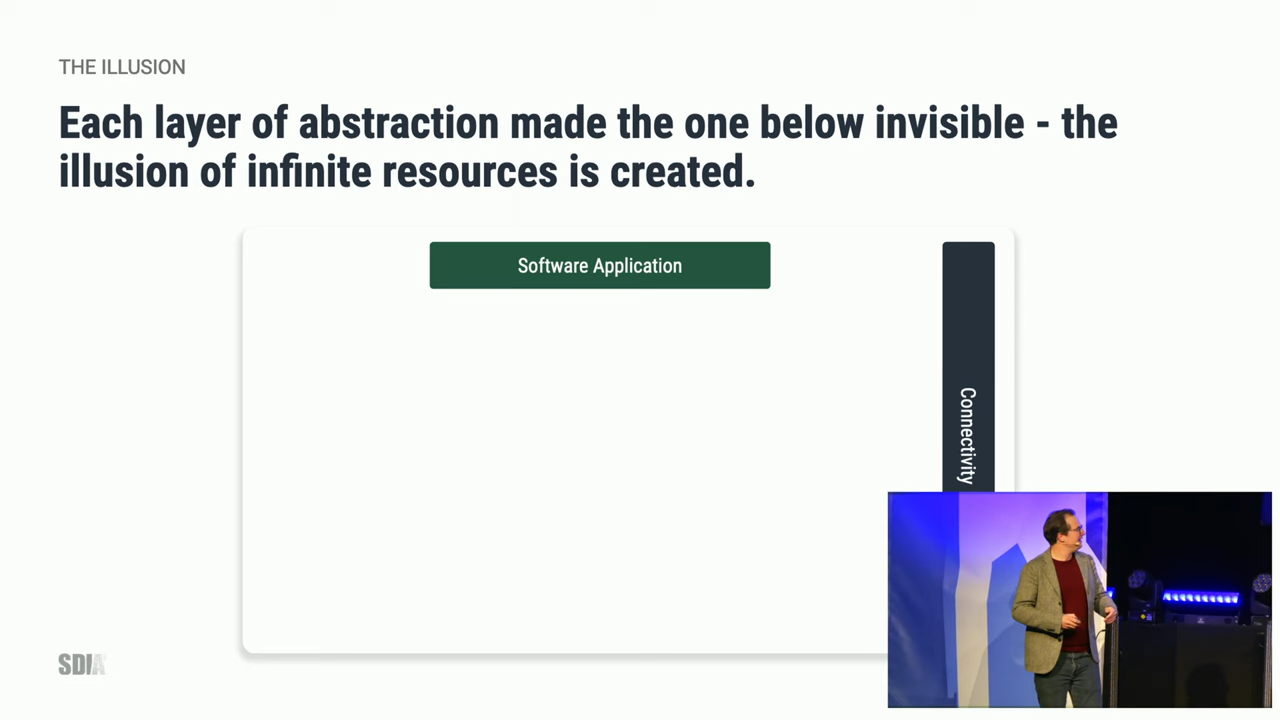 THE ILLUSION
Each layer of abstraction made the one below invisible - the
illusion of infinite resources is created.
Software Application
Connectivity
SDIA